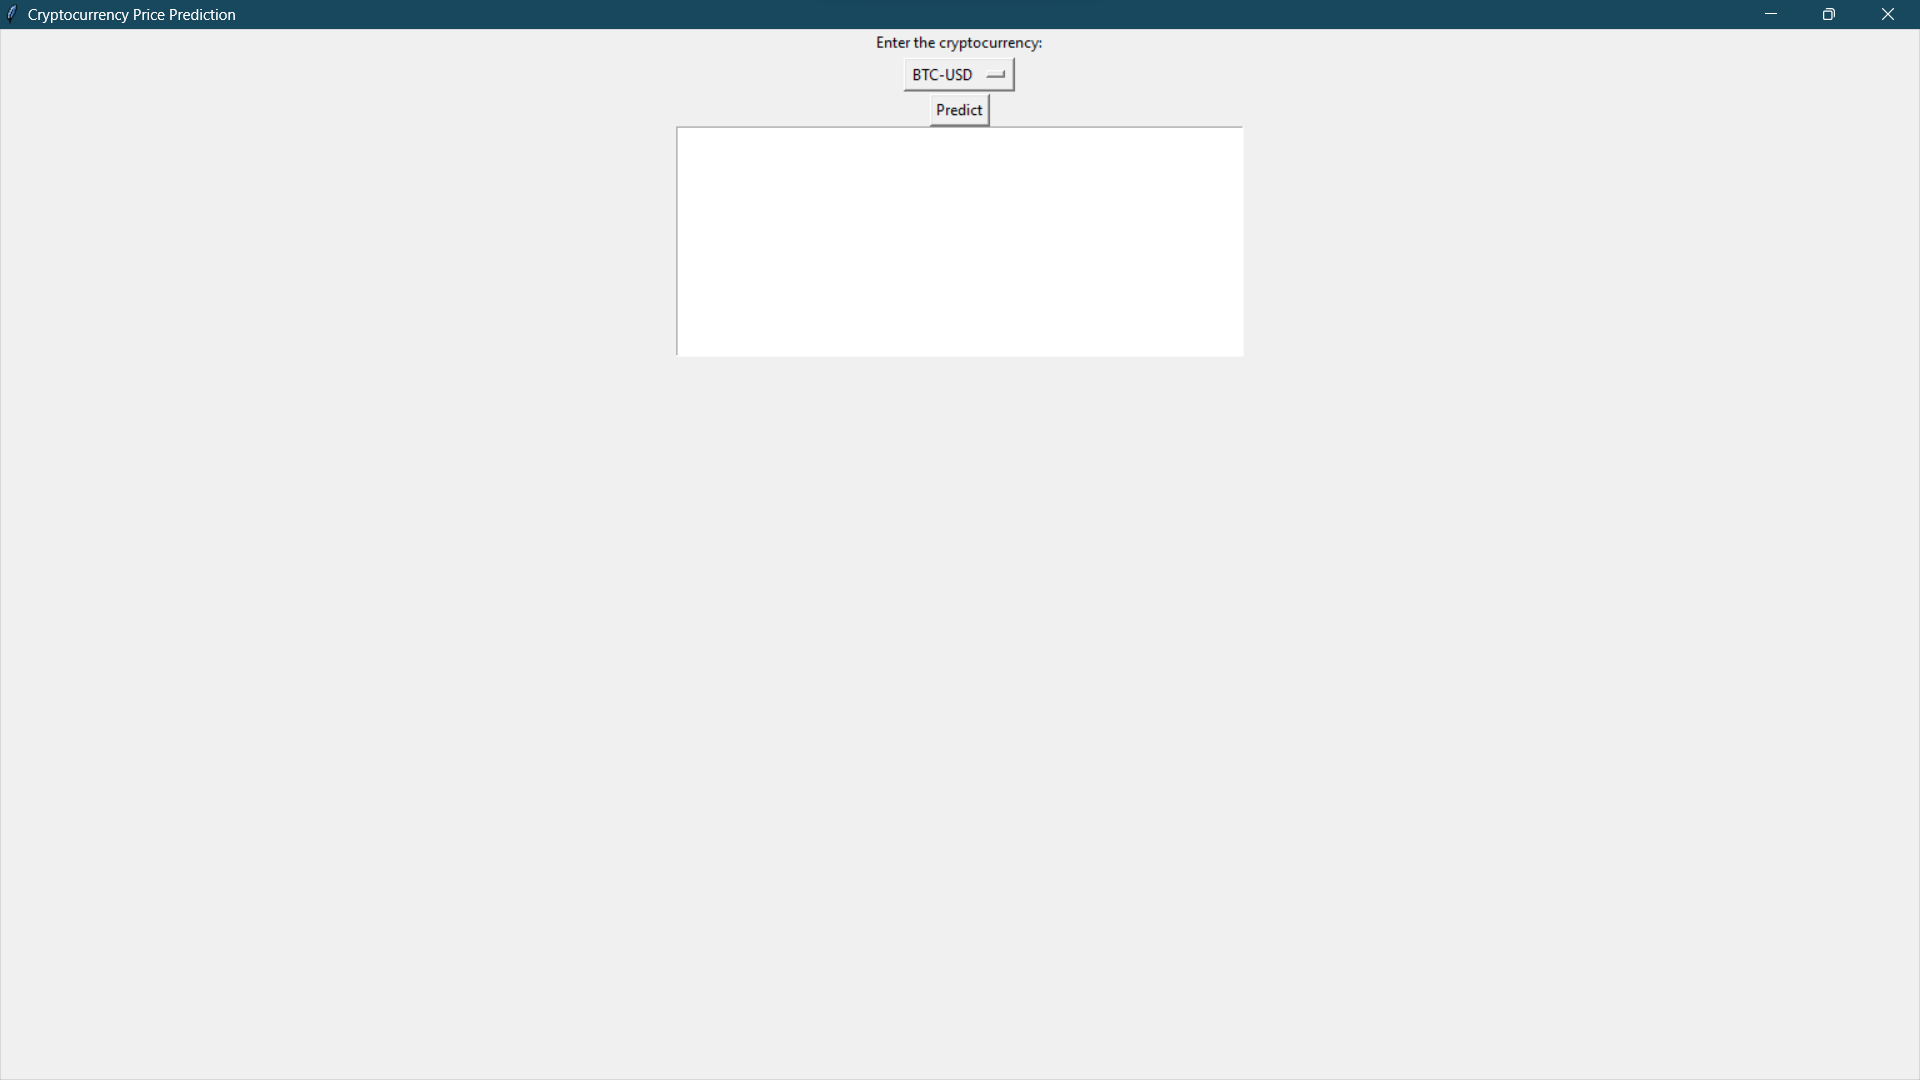 Cryptocurrency Price Prediction
Enter the cryptocurrency:
BTC-USD
Predict